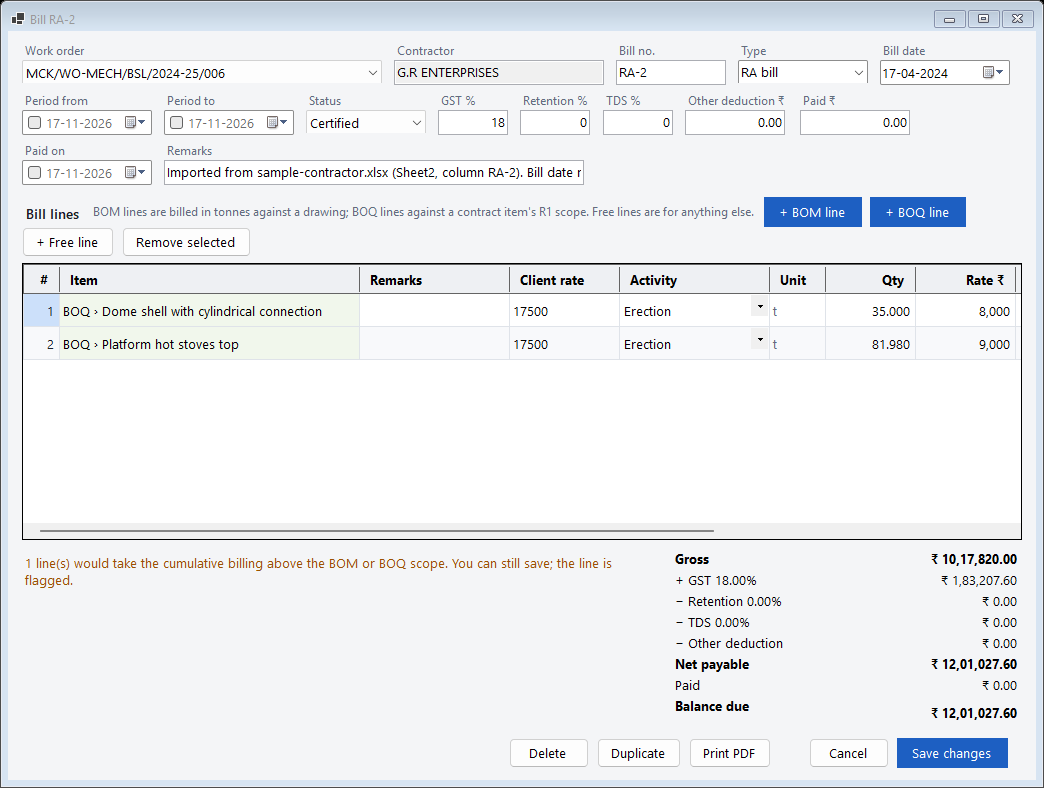 Bill RA-2
Work order Contractor Bill no. Type Bill date
MCK/WO-MECH/BSL/2024-25/006 G.R ENTERPRISES RA-2 RA bill 17-04-2024
Period from Period to Status GST % Retention % TDS % Other deduction ₹ Paid ₹
17-11-2026 17-11-2026 Certified 18 0 0 0.00 0.00
Paid on Remarks
17-11-2026 Imported from sample-contractor.xlsx (Sheet2, column RA-2). Bill date r
Bill lines BOM lines are billed in tonnes against a drawing; BOQ lines against a contract item's R1 scope. Free lines are for anything else. + BOM line + BOQ line
+ Free line Remove selected
# Item Remarks Client rate Activity Unit Qty Rate ₹
1 BOQ › Dome shell with cylindrical connection 17500 Erection t 35.000 8,000
2 BOQ › Platform hot stoves top 17500 Erection t 81.980 9,000
1 line(s) would take the cumulative billing above the BOM or BOQ scope. You can still save; the line is
flagged.
Gross ₹ 10,17,820.00
+ GST 18.00% ₹ 1,83,207.60
− Retention 0.00% ₹ 0.00
− TDS 0.00% ₹ 0.00
− Other deduction ₹ 0.00
Net payable ₹ 12,01,027.60
Paid ₹ 0.00
Balance due ₹ 12,01,027.60
Delete Duplicate Print PDF Cancel Save changes